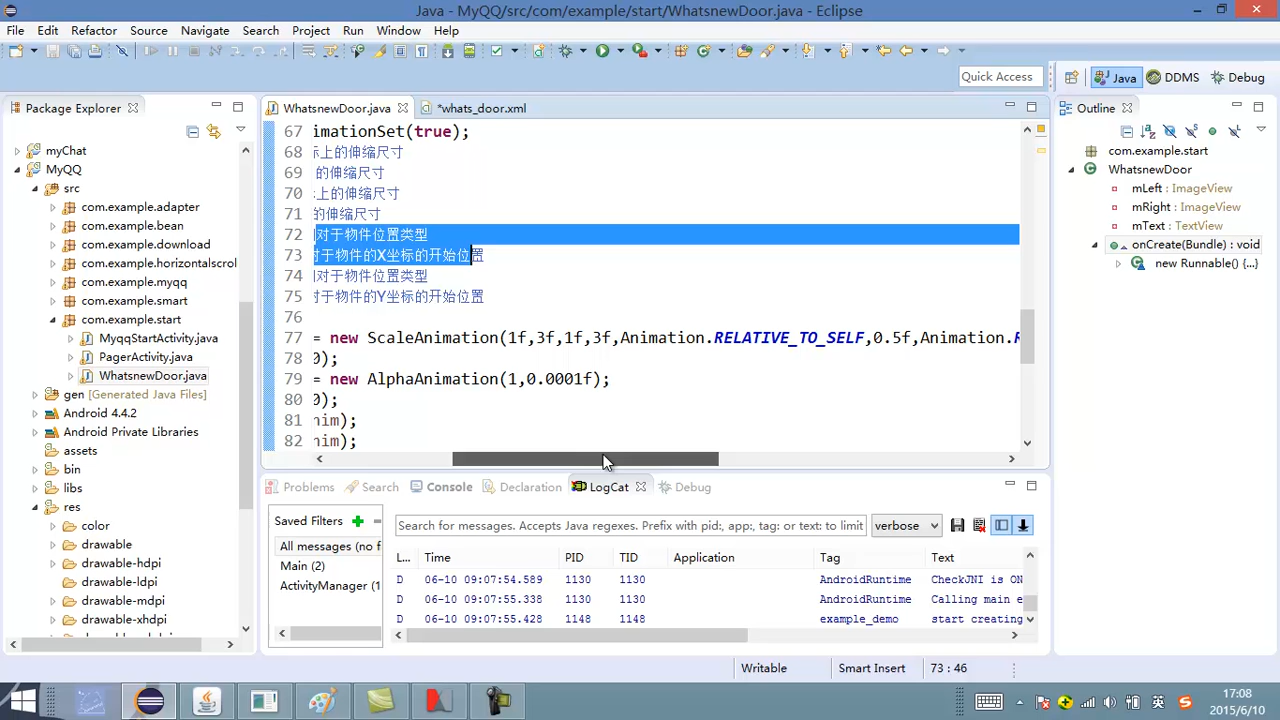 Java - MyQQ/src/com/example/start/WhatsnewDoor.java - Eclipse
File Edit Refactor Source Navigate Search Project Run Window Help
Quick Access
Java
DDMS
Debug
Package Explorer
myChat
MyQQ
src
com.example.adapter
com.example.bean
com.example.download
com.example.horizontalscrol
com.example.myqq
com.example.smart
com.example.start
MyqqStartActivity.java
PagerActivity.java
WhatsnewDoor.java
gen [Generated Java Files]
Android 4.4.2
Android Private Libraries
assets
bin
libs
res
color
drawable
drawable-hdpi
drawable-ldpi
drawable-mdpi
drawable-xhdpi
WhatsnewDoor.java
*whats_door.xml
67 imationSet(true);
68 上的伸缩尺寸
69 的伸缩尺寸
70 上的伸缩尺寸
71 的伸缩尺寸
72 对于物件位置类型
73 于物件的X坐标的开始位置
74 对于物件位置类型
75 对于物件的Y坐标的开始位置
76
77 = new ScaleAnimation(1f,3f,1f,3f,Animation.RELATIVE_TO_SELF,0.5f,Animation.R
78 0);
79 = new AlphaAnimation(1,0.0001f);
80 0);
81 nim);
82 nim);
Outline
com.example.start
WhatsnewDoor
mLeft : ImageView
mRight : ImageView
mText : TextView
onCreate(Bundle) : void
new Runnable() {...}
Problems Search Console Declaration LogCat Debug
Saved Filters
All messages (no f
Main (2)
ActivityManager (1
Search for messages. Accepts Java regexes. Prefix with pid:, app:, tag: or text: to limit
verbose
L... Time PID TID Application Tag Text
D 06-10 09:07:54.589 1130 1130 AndroidRuntime CheckJNI is ON
D 06-10 09:07:55.338 1130 1130 AndroidRuntime Calling main e
D 06-10 09:07:55.428 1148 1148 example_demo start creating
Writable
Smart Insert
73 : 46
英
17:08
2015/6/10